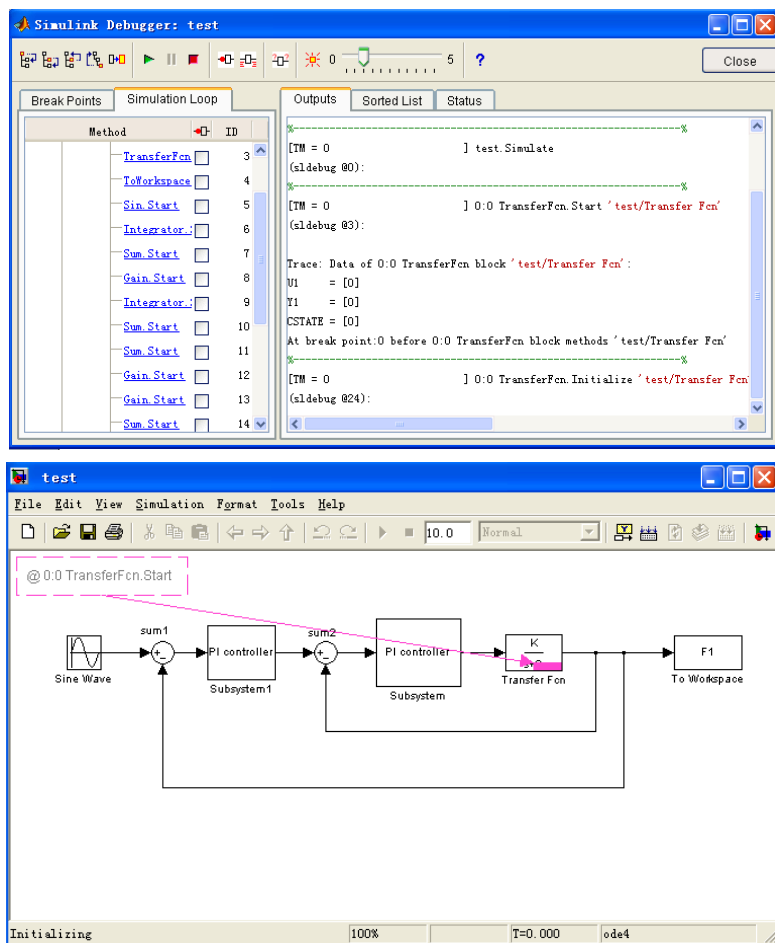 Simulink Debugger: test
0 5 ? Close
Break Points Simulation Loop Outputs Sorted List Status
Method ID
TransferFcn 3
ToWorkspace 4
Sin.Start 5
Integrator. 6
Sum.Start 7
Gain.Start 8
Integrator. 9
Sum.Start 10
Sum.Start 11
Gain.Start 12
Gain.Start 13
Sum.Start 14
%----------------------------------------------------------------%
[TM = 0 ] test.Simulate
(sldebug @0):
%----------------------------------------------------------------%
[TM = 0 ] 0:0 TransferFcn.Start 'test/Transfer Fcn'
(sldebug @3):
Trace: Data of 0:0 TransferFcn block 'test/Transfer Fcn':
U1 = [0]
Y1 = [0]
CSTATE = [0]
At break point:0 before 0:0 TransferFcn block methods 'test/Transfer Fcn'
%----------------------------------------------------------------%
[TM = 0 ] 0:0 TransferFcn.Initialize 'test/Transfer Fcn
(sldebug @24):
test
File Edit View Simulation Format Tools Help
10.0 Normal
@ 0:0 TransferFcn.Start
Sine Wave
sum1
PI controller
Subsystem1
sum2
PI controller
Subsystem
K
Transfer Fcn
F1
To Workspace
Initializing 100% T=0.000 ode4